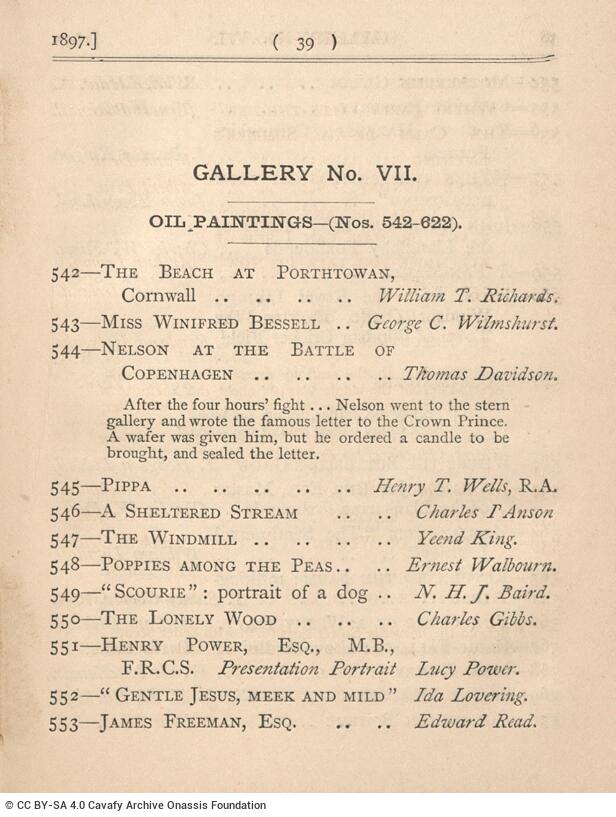 1897.] ( 39 )
GALLERY No. VII.
OIL PAINTINGS—(Nos. 542-622).
542—The Beach at Porthtowan,
Cornwall .. .. .. .. William T. Richards.
543—Miss Winifred Bessell .. George C. Wilmshurst.
544—Nelson at the Battle of
Copenhagen .. .. .. .. Thomas Davidson.
After the four hours' fight ... Nelson went to the stern
gallery and wrote the famous letter to the Crown Prince.
A wafer was given him, but he ordered a candle to be
brought, and sealed the letter.
545—Pippa .. .. .. .. .. .. Henry T. Wells, R.A.
546—A Sheltered Stream .. .. Charles I'Anson
547—The Windmill .. .. .. .. Yeend King.
548—Poppies among the Peas.. .. Ernest Walbourn.
549—"Scourie": portrait of a dog .. N. H. J. Baird.
550—The Lonely Wood .. .. .. Charles Gibbs.
551—Henry Power, Esq., M.B.,
F.R.C.S. Presentation Portrait Lucy Power.
552—"Gentle Jesus, meek and mild" Ida Lovering.
553—James Freeman, Esq. .. .. Edward Read.
© CC BY-SA 4.0 Cavafy Archive Onassis Foundation